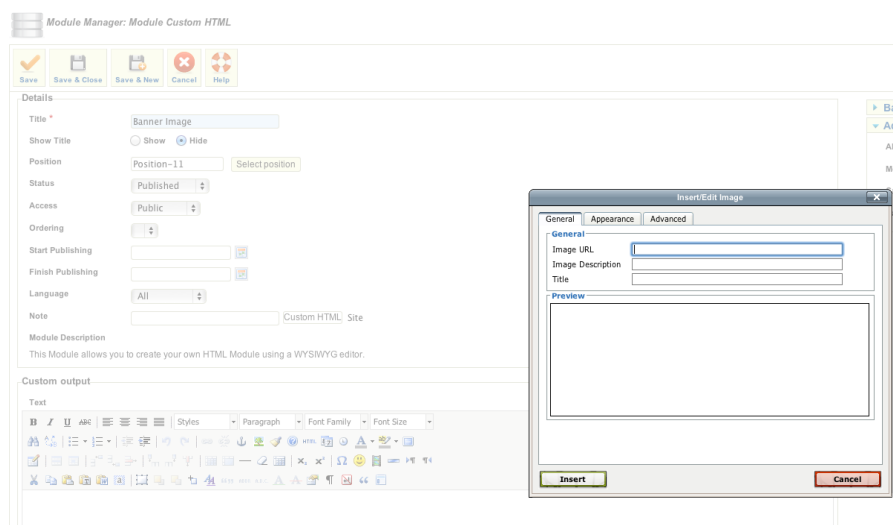 Module Manager: Module Custom HTML
Save Save & Close Save & New Cancel Help
Details
Title * Banner Image
Show Title Show Hide
Position Position-11 Select position
Status Published
Access Public
Ordering
Start Publishing
Finish Publishing
Language All
Note Custom HTML Site
Module Description
This Module allows you to create your own HTML Module using a WYSIWYG editor.
Custom output
Text
B I U ABC Styles Paragraph Font Family Font Size
HTML A
Insert/Edit Image
General Appearance Advanced
General
Image URL
Image Description
Title
Preview
Insert Cancel